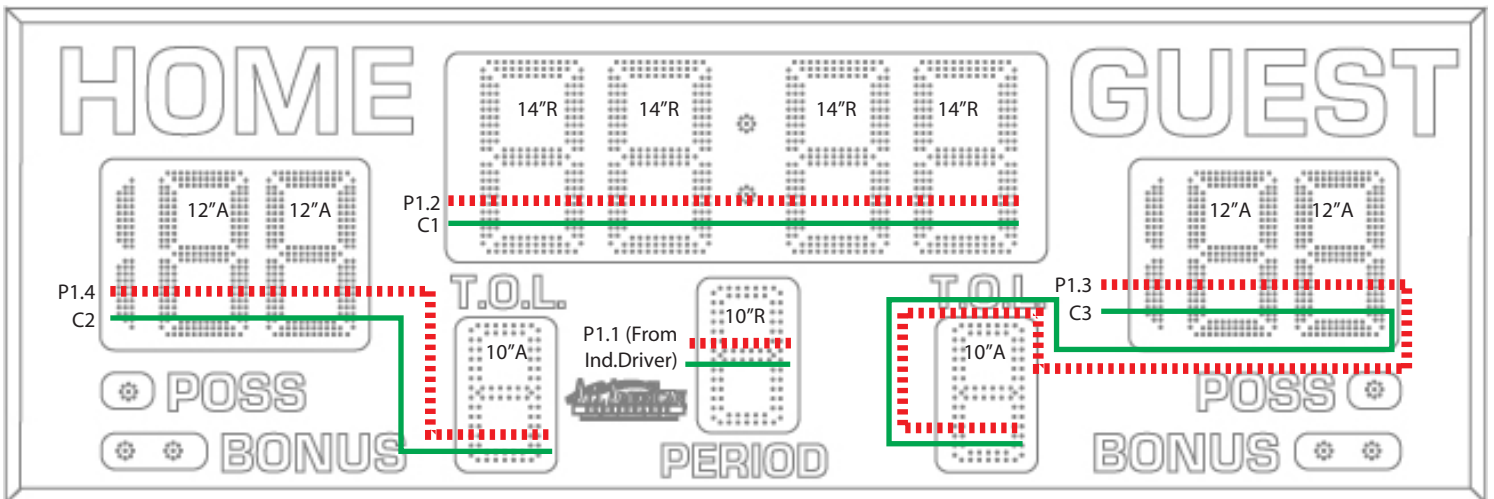 HOME
GUEST
14”R 14”R 14”R 14”R
12”A 12”A
12”A 12”A
P1.2
C1
P1.4
C2
P1.3
C3
T.O.L.
T.O.L.
10”A
P1.1 (From
Ind.Driver)
10”R
10”A
POSS
POSS
BONUS
PERIOD
BONUS